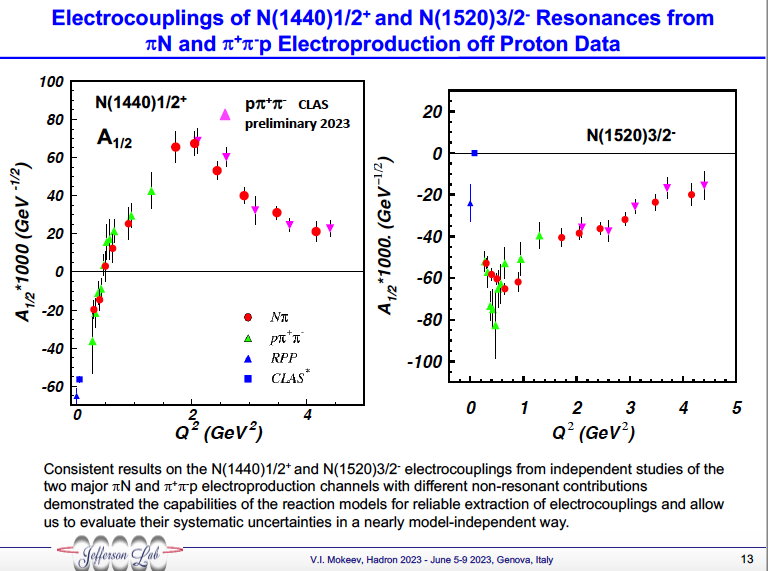 Electrocouplings of N(1440)1/2⁺ and N(1520)3/2⁻ Resonances from
πN and π⁺π⁻p Electroproduction off Proton Data
100
80
60
40
20
0
-20
-40
-60
A₁/₂*1000 (GeV ⁻¹/²)
N(1440)1/2⁺
A₁/₂
pπ⁺π⁻ CLAS
preliminary 2023
Nπ
pπ⁺π⁻
RPP
CLAS*
0 2 4
Q² (GeV²)
20
0
-20
-40
-60
-80
-100
A₁/₂*1000. (GeV⁻¹/²)
N(1520)3/2⁻
0 1 2 3 4 5
Q² (GeV²)
Consistent results on the N(1440)1/2⁺ and N(1520)3/2⁻ electrocouplings from independent studies of the
two major πN and π⁺π⁻p electroproduction channels with different non-resonant contributions
demonstrated the capabilities of the reaction models for reliable extraction of electrocouplings and allow
us to evaluate their systematic uncertainties in a nearly model-independent way.
Jefferson Lab
V.I. Mokeev, Hadron 2023 - June 5-9 2023, Genova, Italy
13